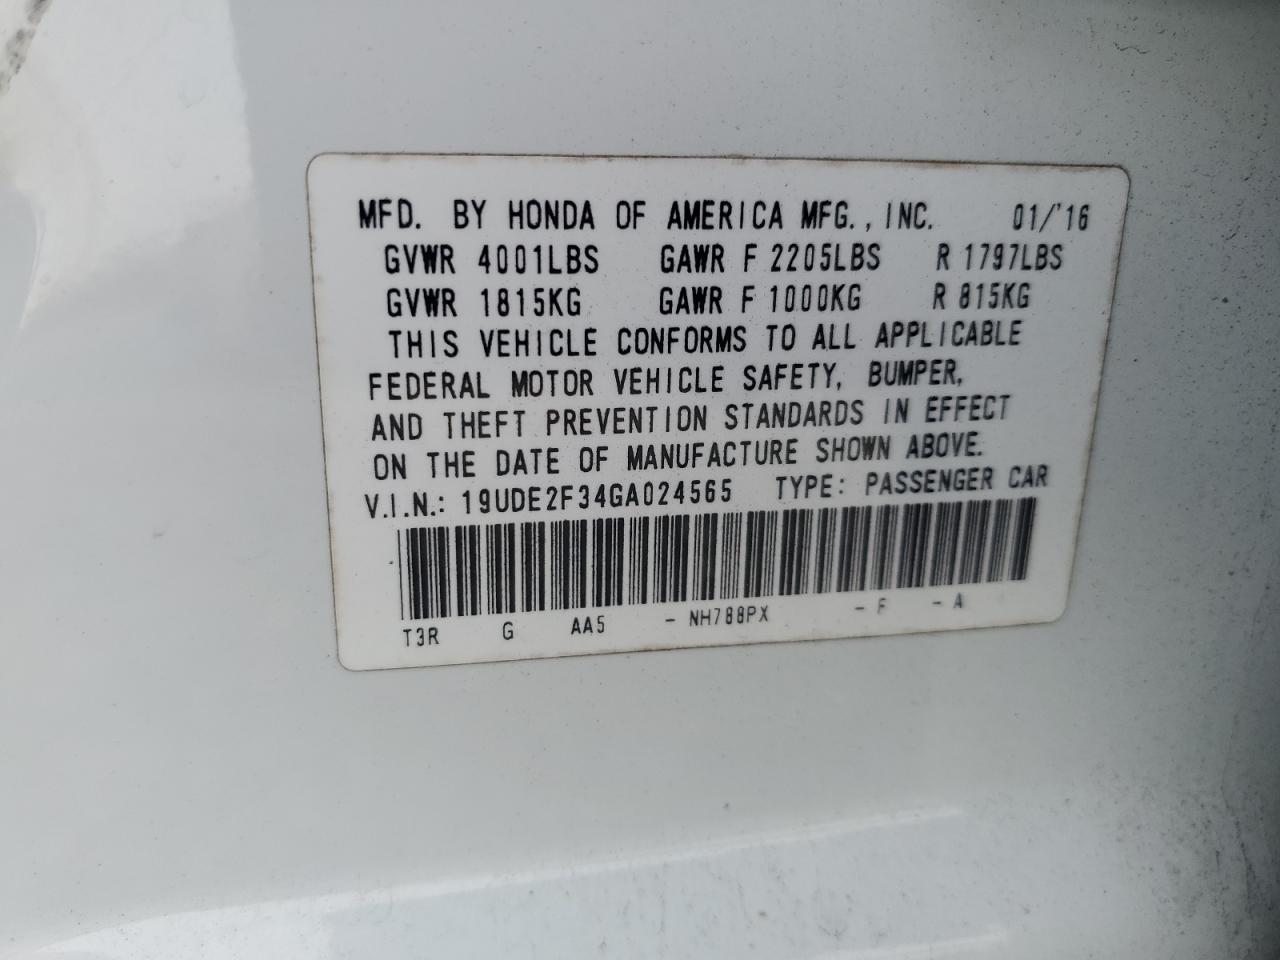 MFD. BY HONDA OF AMERICA MFG., INC. 01/'16
GVWR 4001LBS GAWR F 2205LBS R 1797LBS
GVWR 1815KG GAWR F 1000KG R 815KG
THIS VEHICLE CONFORMS TO ALL APPLICABLE
FEDERAL MOTOR VEHICLE SAFETY, BUMPER,
AND THEFT PREVENTION STANDARDS IN EFFECT
ON THE DATE OF MANUFACTURE SHOWN ABOVE.
V.I.N.: 19UDE2F34GA024565 TYPE: PASSENGER CAR
T3R G AA5 - NH788PX - F - A